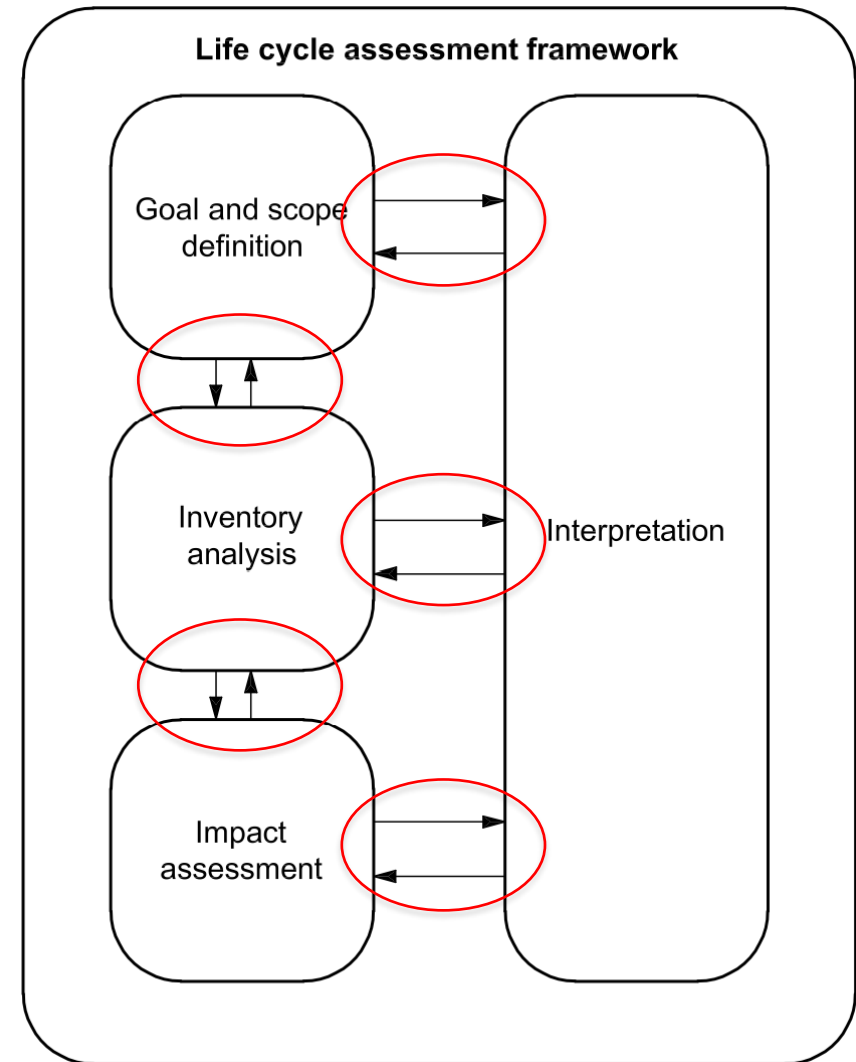 Life cycle assessment framework
Goal and scope
definition
Inventory
analysis
Interpretation
Impact
assessment